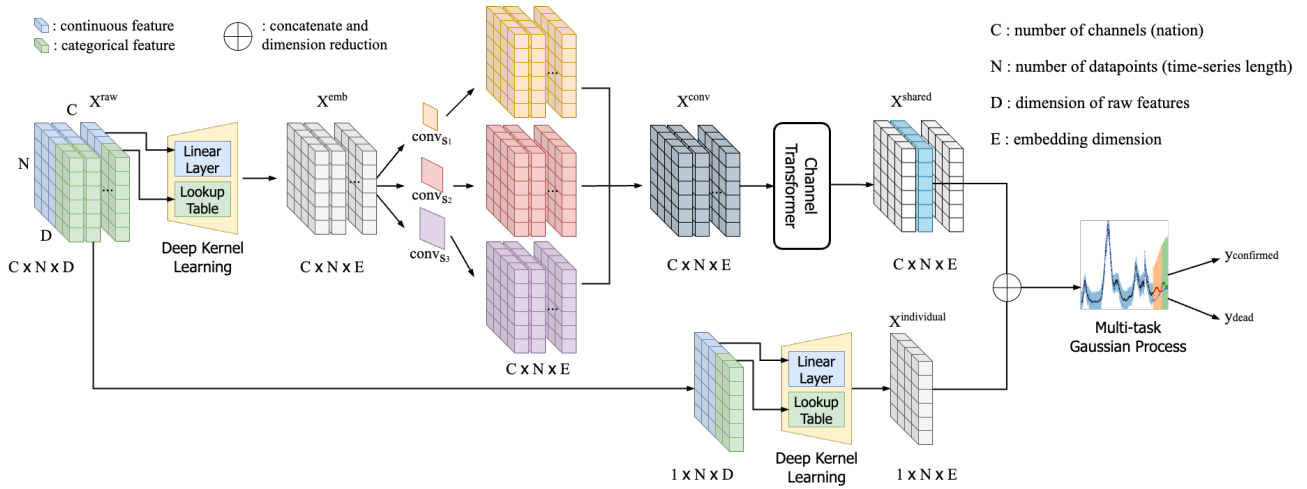 : continuous feature
: categorical feature
: concatenate and
dimension reduction
C : number of channels (nation)
N : number of datapoints (time-series length)
D : dimension of raw features
E : embedding dimension
C
X^raw
N
D
C x N x D
Linear
Layer
Lookup
Table
Deep Kernel
Learning
X^emb
...
C x N x E
conv_S1
conv_S2
conv_S3
...
...
...
C x N x E
X^conv
...
C x N x E
Channel
Transformer
X^shared
...
C x N x E
1 x N x D
Linear
Layer
Lookup
Table
Deep Kernel
Learning
X^individual
1 x N x E
Multi-task
Gaussian Process
y_confirmed
y_dead